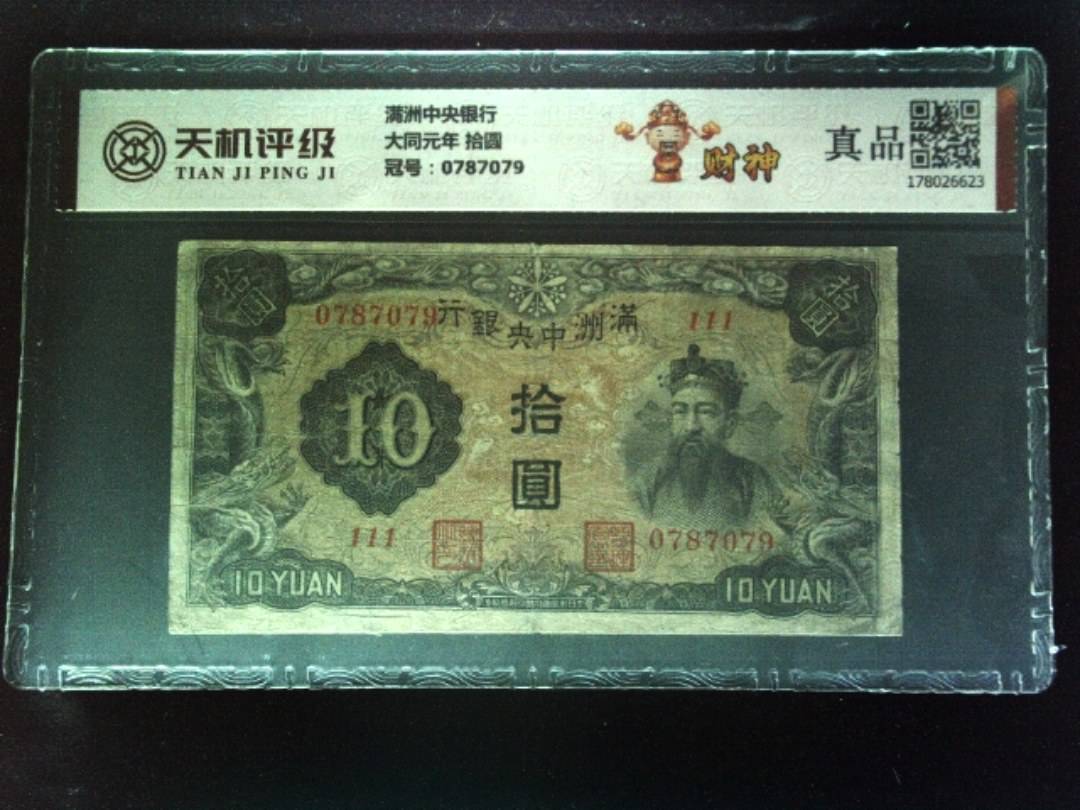 天机评级
TIAN JI PING JI
满洲中央银行
大同元年 拾圆
冠号：0787079
财神
真品
178026623
拾圓
拾圓
0787079
行銀央中洲滿
111
10
拾
圓
111
0787079
10 YUAN
10 YUAN